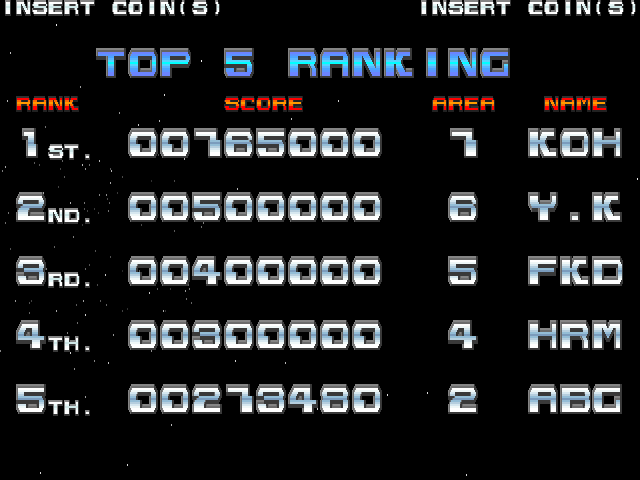 INSERT COIN(S) INSERT COIN(S)
TOP 5 RANKING
RANK SCORE AREA NAME
1ST. 00765000 7 KOH
2ND. 00500000 6 Y.K
3RD. 00400000 5 FKD
4TH. 00300000 4 HRM
5TH. 00273480 2 ABC